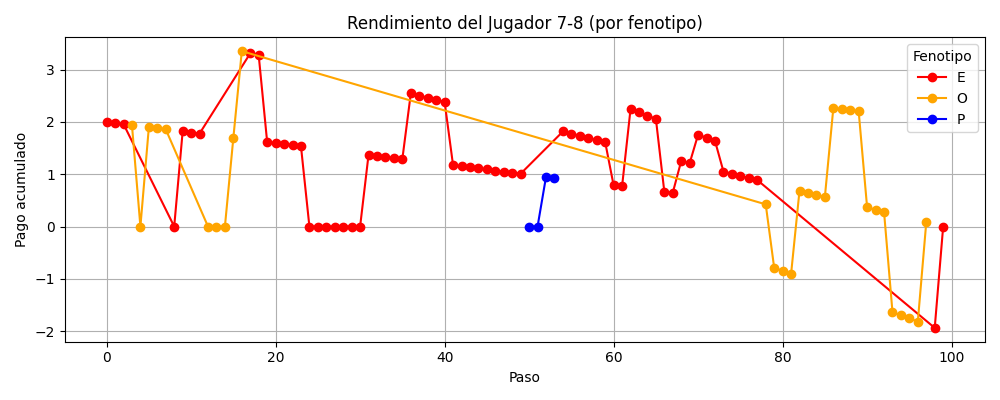 Rendimiento del Jugador 7-8 (por fenotipo)
Pago acumulado
3
2
1
0
−1
−2
Fenotipo
E
O
P
0 20 40 60 80 100
Paso